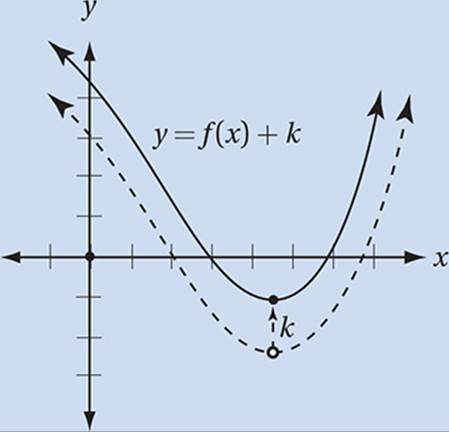 y
y = f(x) + k
x
k